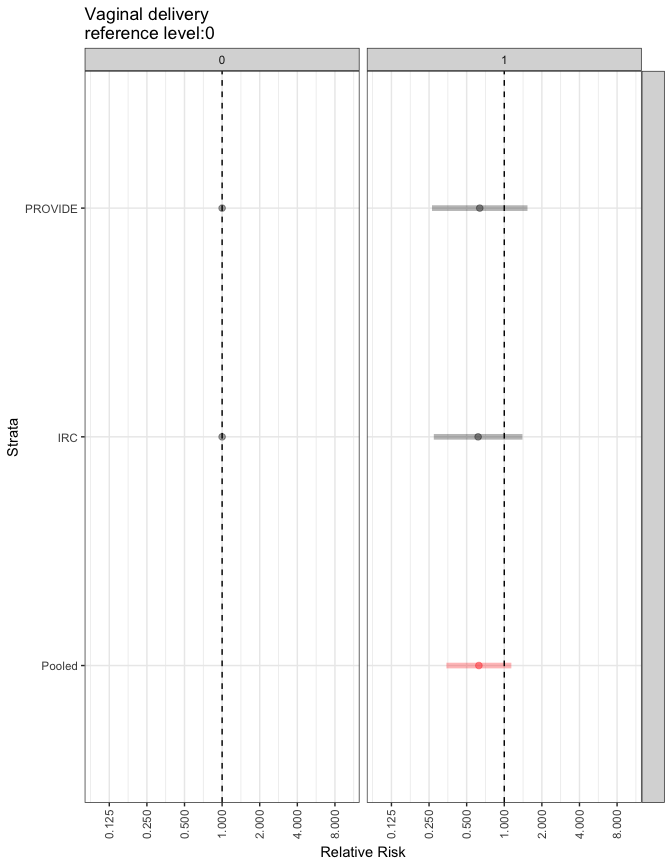 Vaginal delivery
reference level:0
0
1
PROVIDE
IRC
Pooled
Strata
0.125
0.250
0.500
1.000
2.000
4.000
8.000
0.125
0.250
0.500
1.000
2.000
4.000
8.000
Relative Risk